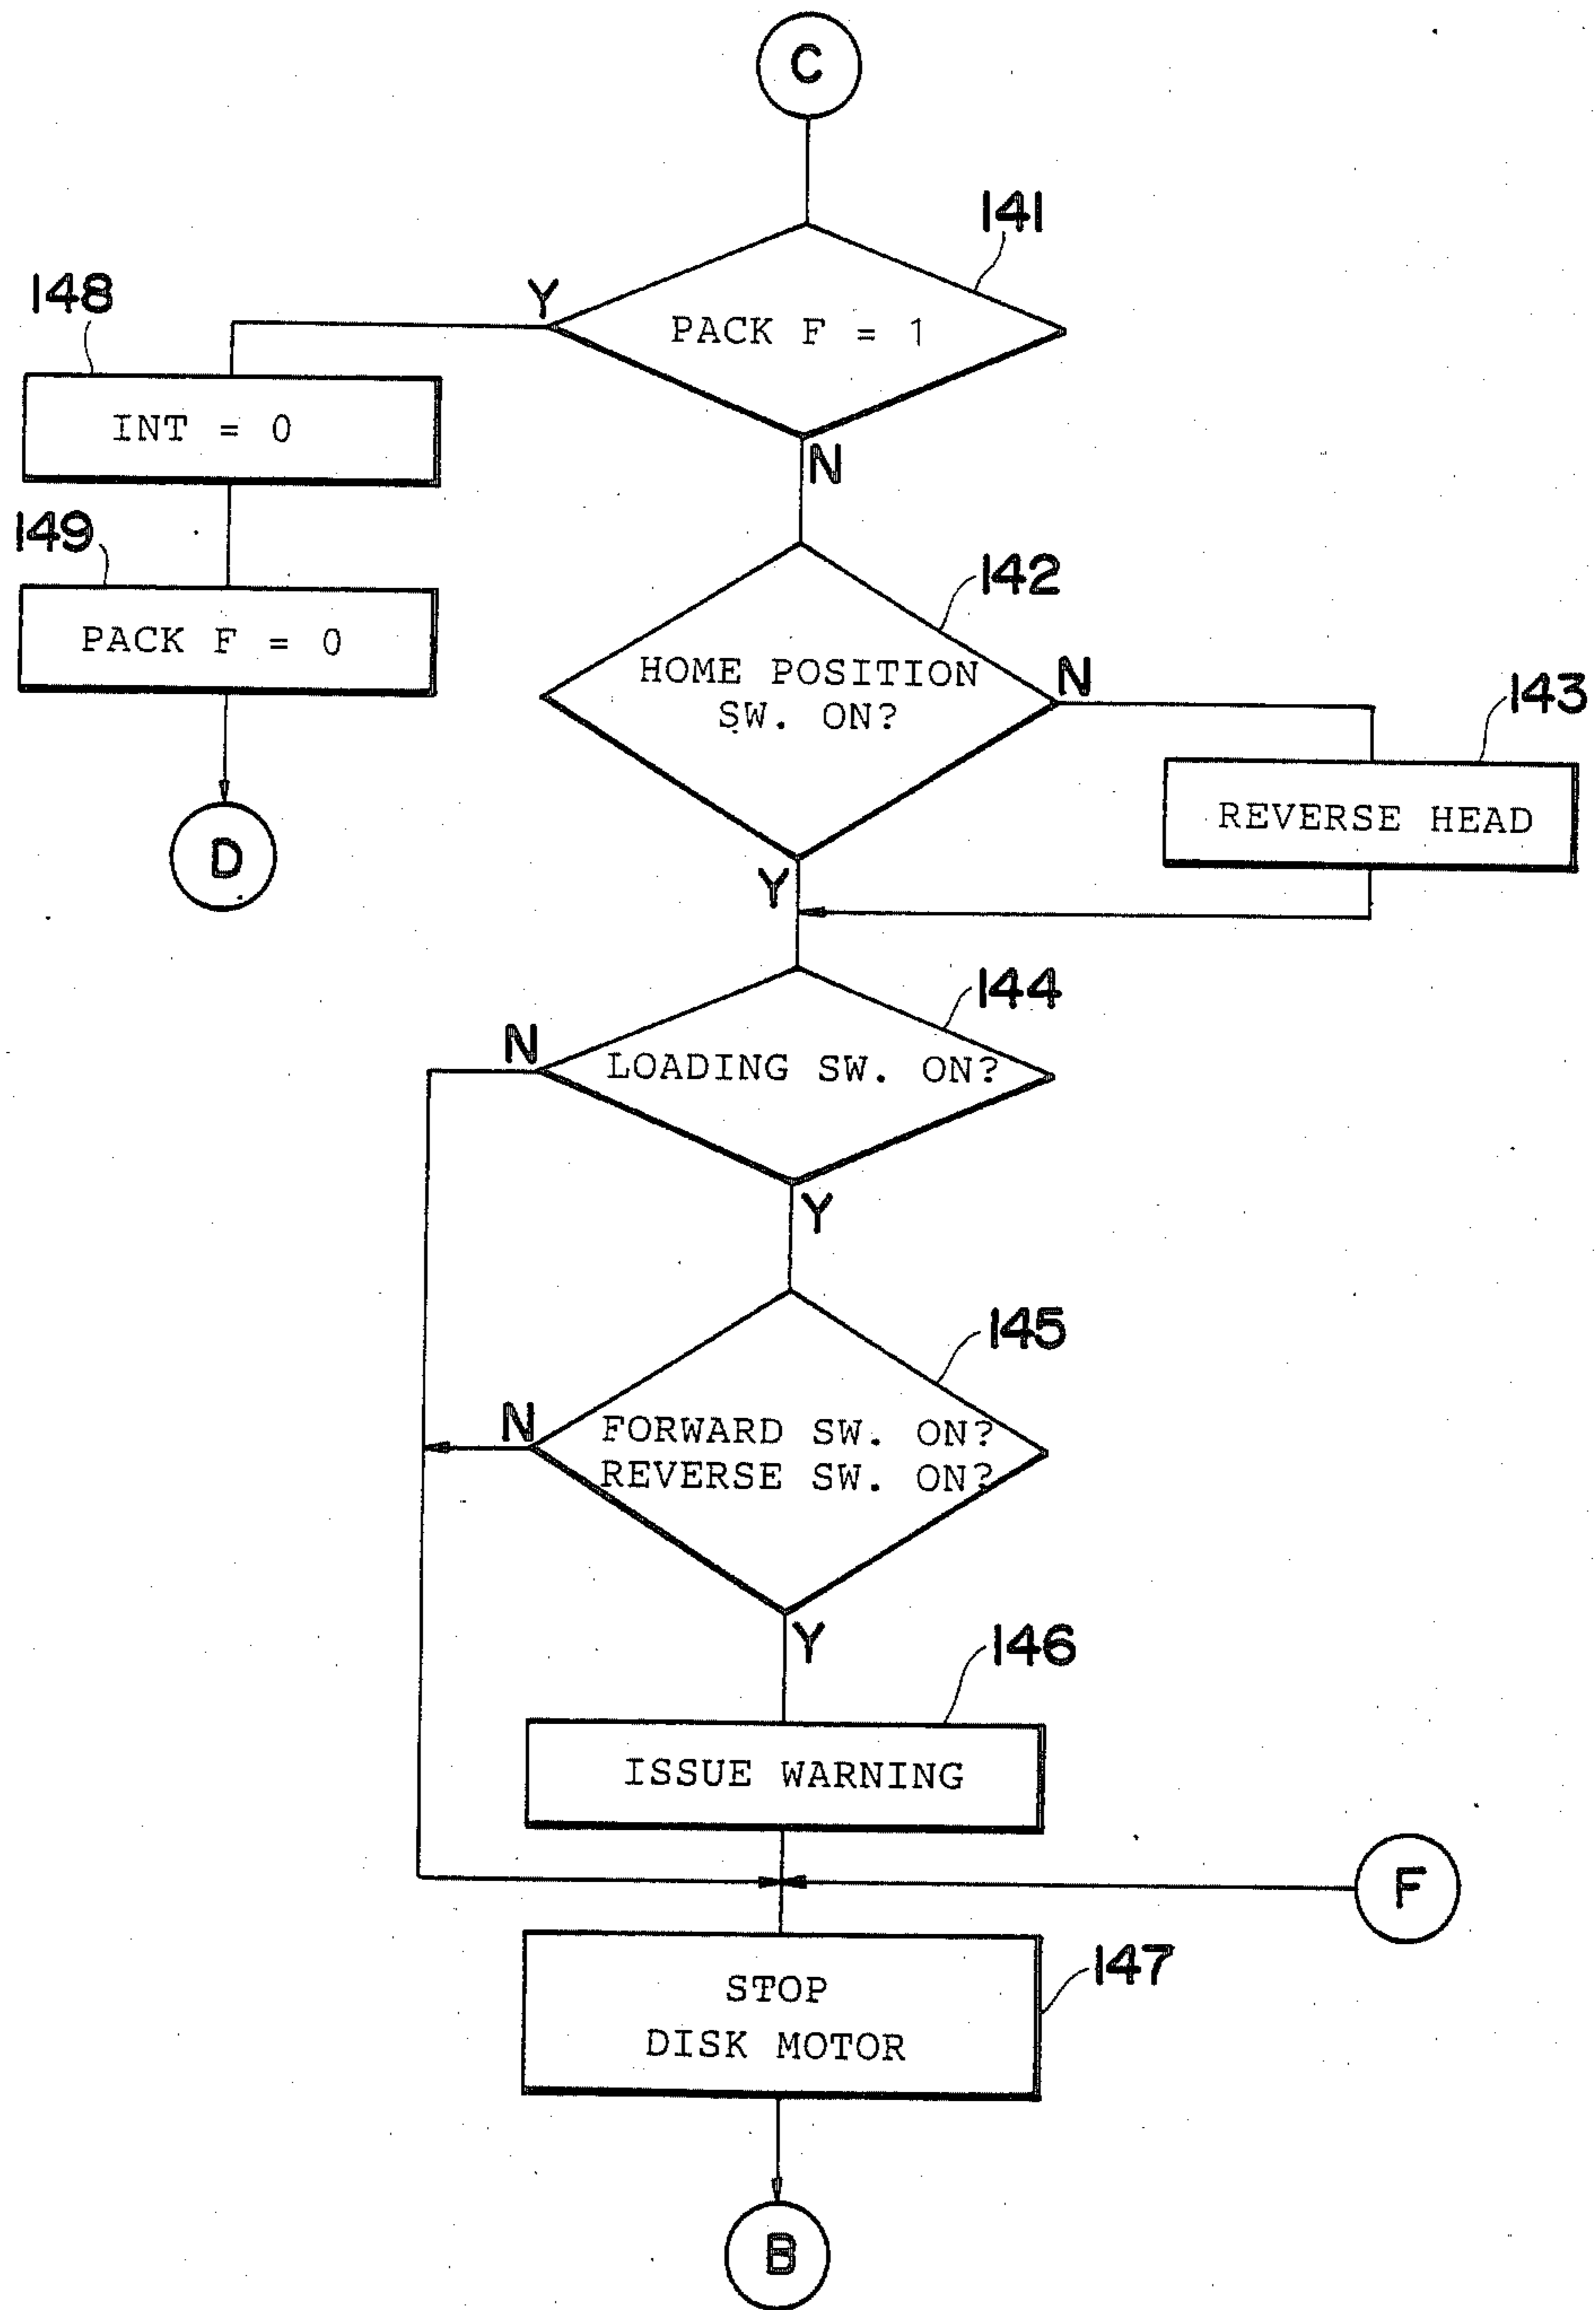 C
141
PACK F = 1
Y
N
148
INT = 0
149
PACK F = 0
D
142
HOME POSITION
SW. ON?
N
Y
143
REVERSE HEAD
144
LOADING SW. ON?
N
Y
145
FORWARD SW. ON?
REVERSE SW. ON?
N
Y
146
ISSUE WARNING
F
147
STOP
DISK MOTOR
B